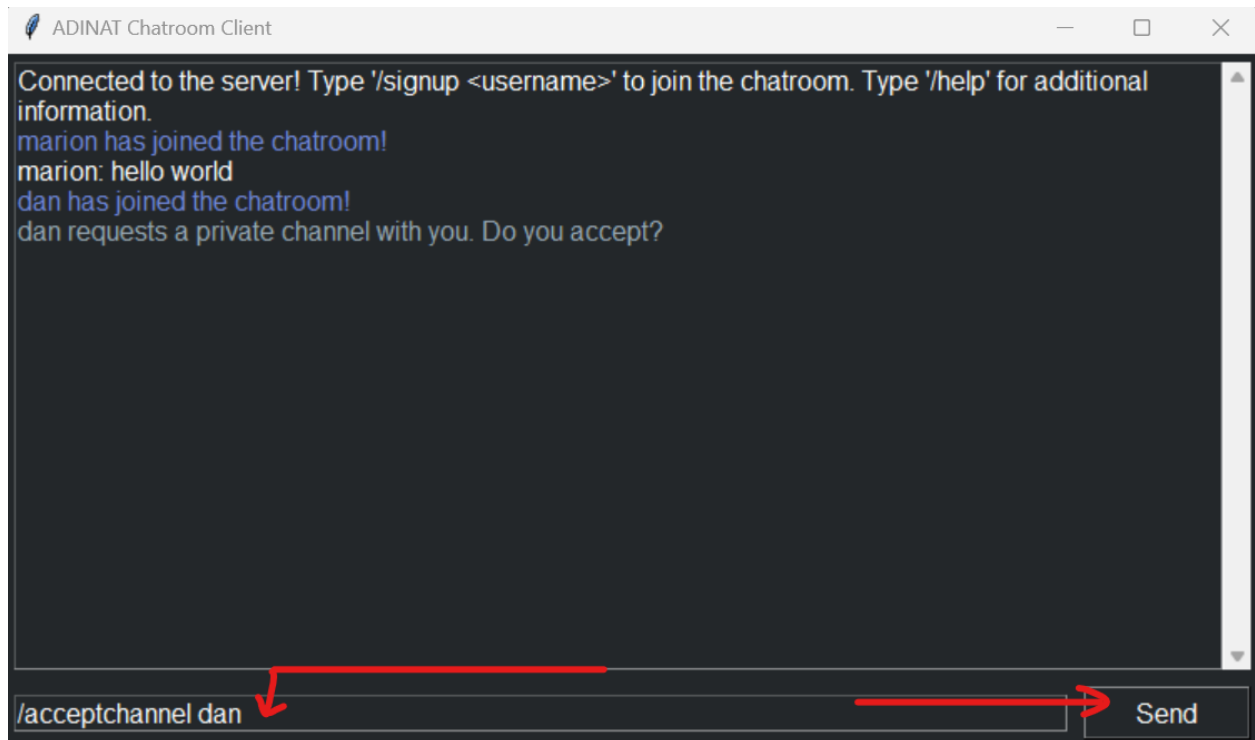 ADINAT Chatroom Client
Connected to the server! Type '/signup <username>' to join the chatroom. Type '/help' for additional
information.
marion has joined the chatroom!
marion: hello world
dan has joined the chatroom!
dan requests a private channel with you. Do you accept?
/acceptchannel dan
Send